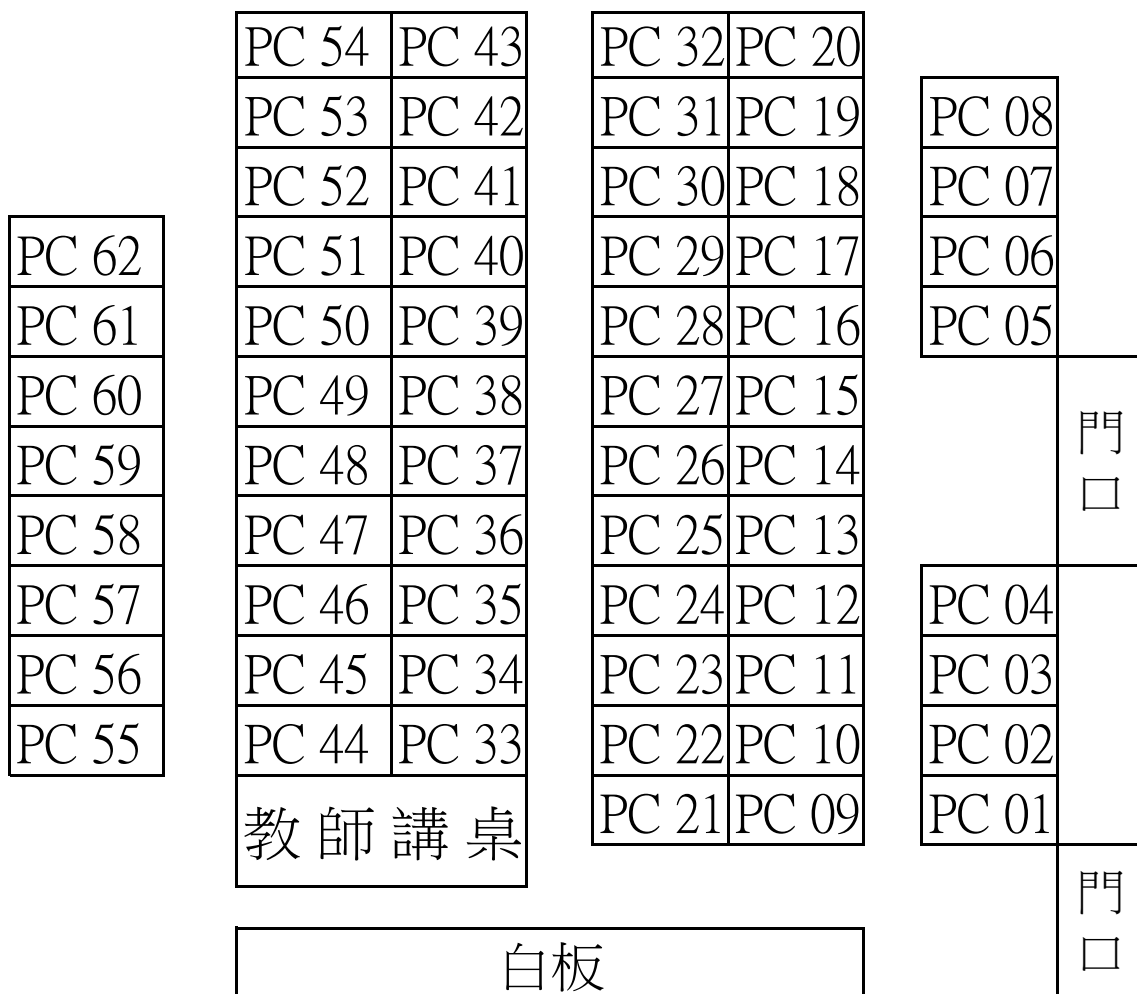 PC 54 PC 43 PC 32 PC 20
PC 53 PC 42 PC 31 PC 19 PC 08
PC 52 PC 41 PC 30 PC 18 PC 07
PC 62 PC 51 PC 40 PC 29 PC 17 PC 06
PC 61 PC 50 PC 39 PC 28 PC 16 PC 05
PC 60 PC 49 PC 38 PC 27 PC 15
PC 59 PC 48 PC 37 PC 26 PC 14
PC 58 PC 47 PC 36 PC 25 PC 13
門口
PC 57 PC 46 PC 35 PC 24 PC 12 PC 04
PC 56 PC 45 PC 34 PC 23 PC 11 PC 03
PC 55 PC 44 PC 33 PC 22 PC 10 PC 02
教師講桌 PC 21 PC 09 PC 01
門口
白板